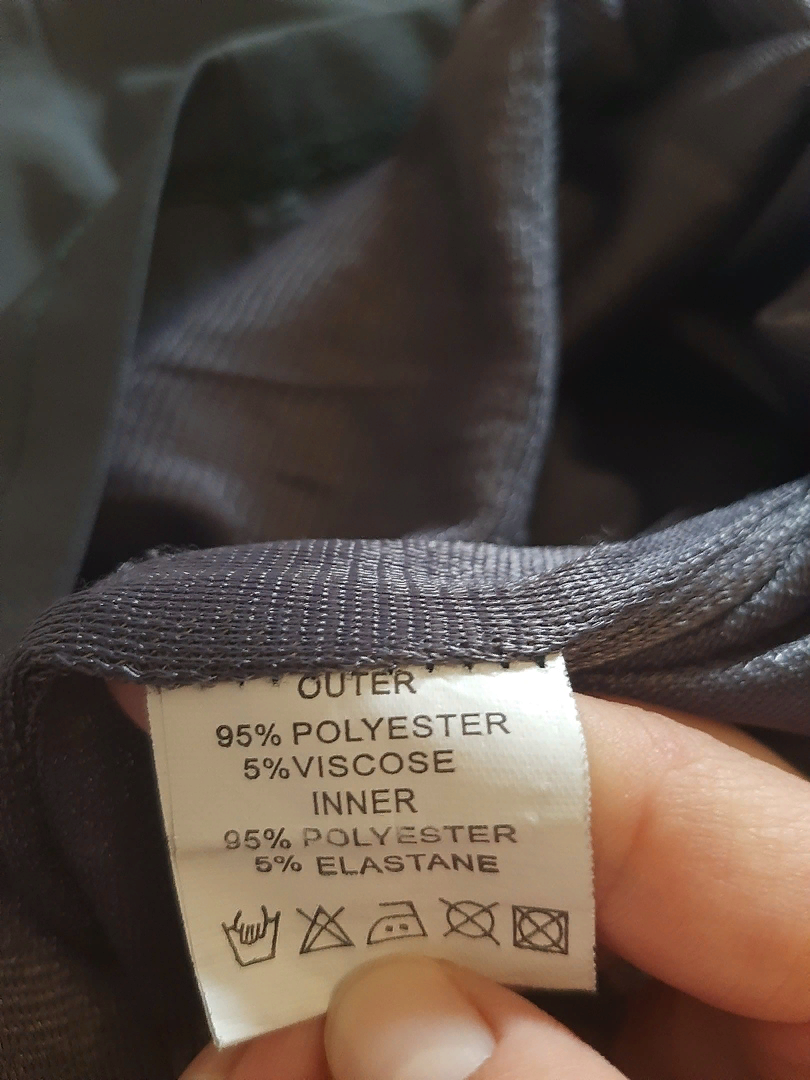 OUTER
95% POLYESTER
5%VISCOSE
INNER
95% POLYESTER
5% ELASTANE